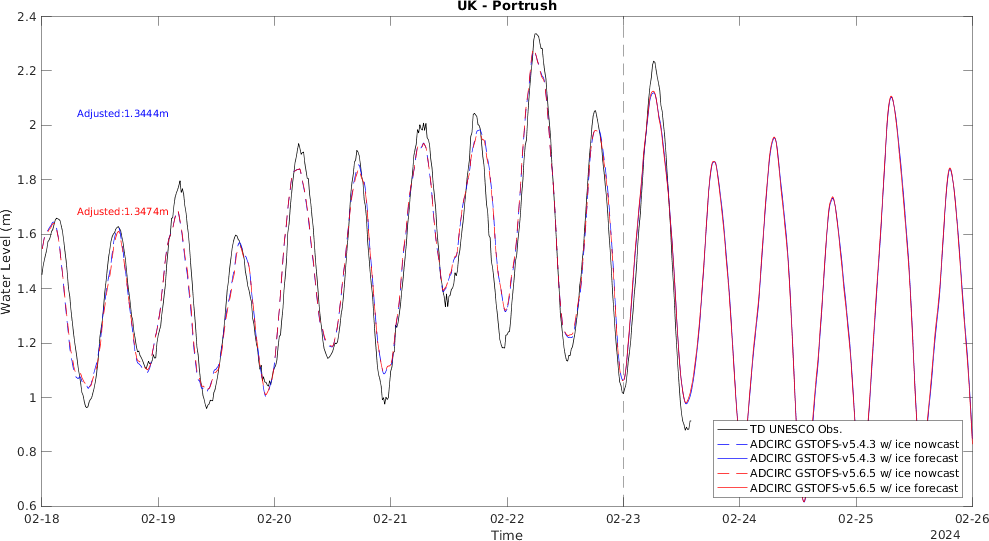 UK - Portrush
2.4
2.2
2
1.8
1.6
1.4
1.2
1
0.8
0.6
Water Level (m)
Adjusted:1.3444m
Adjusted:1.3474m
TD UNESCO Obs.
ADCIRC GSTOFS-v5.4.3 w/ ice nowcast
ADCIRC GSTOFS-v5.4.3 w/ ice forecast
ADCIRC GSTOFS-v5.6.5 w/ ice nowcast
ADCIRC GSTOFS-v5.6.5 w/ ice forecast
02-18 02-19 02-20 02-21 02-22 02-23 02-24 02-25 02-26
Time
2024